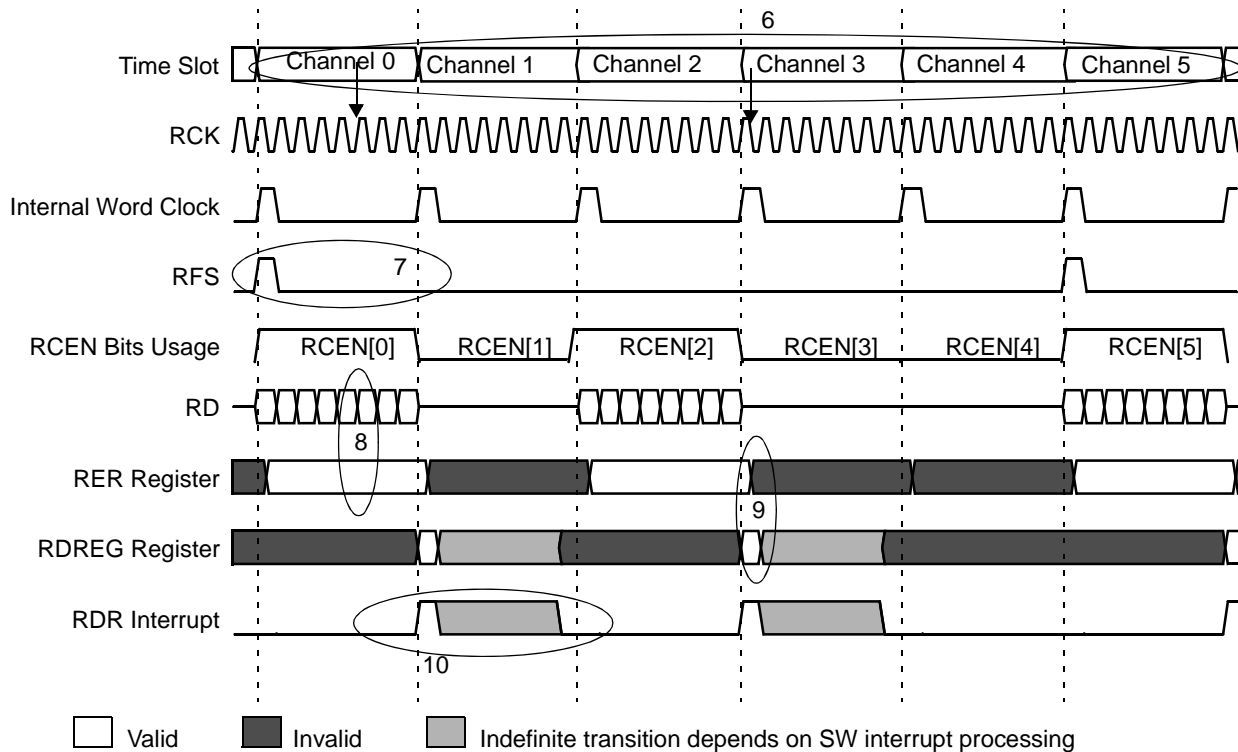 6
Time Slot Channel 0 Channel 1 Channel 2 Channel 3 Channel 4 Channel 5
RCK
Internal Word Clock
RFS 7
RCEN Bits Usage RCEN[0] RCEN[1] RCEN[2] RCEN[3] RCEN[4] RCEN[5]
RD
8
RER Register
9
RDREG Register
RDR Interrupt
10
Valid Invalid Indefinite transition depends on SW interrupt processing